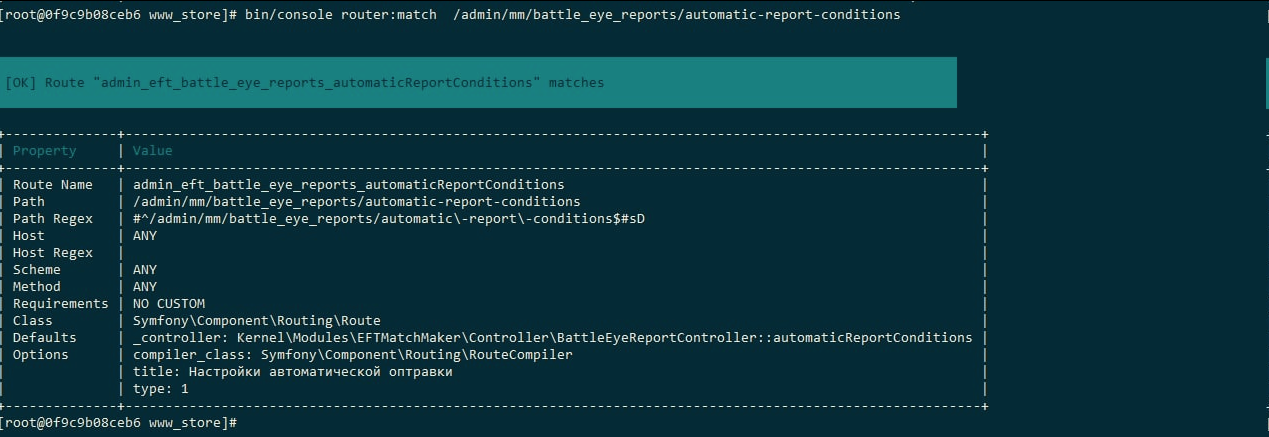 [root@0f9c9b08ceb6 www_store]# bin/console router:match  /admin/mm/battle_eye_reports/automatic-report-conditions
[OK] Route "admin_eft_battle_eye_reports_automaticReportConditions" matches
+--------------+----------------------------------------------------------------------------------------------------------+
| Property     | Value                                                                                                    |
+--------------+----------------------------------------------------------------------------------------------------------+
| Route Name   | admin_eft_battle_eye_reports_automaticReportConditions                                                   |
| Path         | /admin/mm/battle_eye_reports/automatic-report-conditions                                                 |
| Path Regex   | #^/admin/mm/battle_eye_reports/automatic\-report\-conditions$#sD                                         |
| Host         | ANY                                                                                                      |
| Host Regex   |                                                                                                          |
| Scheme       | ANY                                                                                                      |
| Method       | ANY                                                                                                      |
| Requirements | NO CUSTOM                                                                                                |
| Class        | Symfony\Component\Routing\Route                                                                          |
| Defaults     | _controller: Kernel\Modules\EFTMatchMaker\Controller\BattleEyeReportController::automaticReportConditions |
| Options      | compiler_class: Symfony\Component\Routing\RouteCompiler                                                  |
|              | title: Настройки автоматической оптравки                                                                 |
|              | type: 1                                                                                                  |
+--------------+----------------------------------------------------------------------------------------------------------+
[root@0f9c9b08ceb6 www_store]#